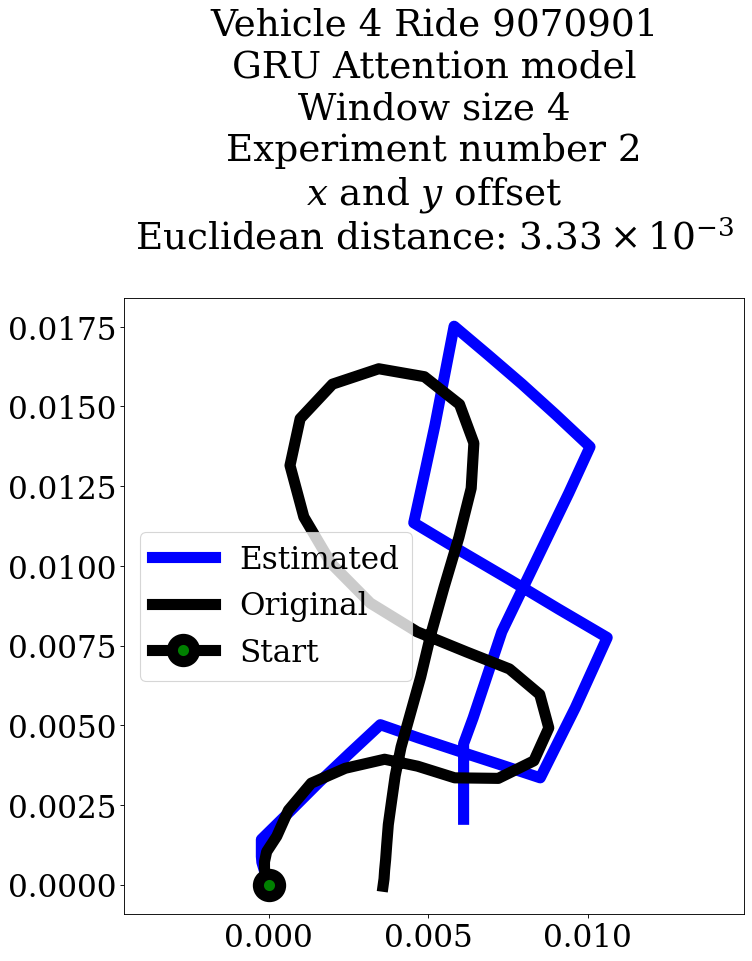 Vehicle 4 Ride 9070901
GRU Attention model
Window size 4
Experiment number 2
x and y offset
Euclidean distance: 3.33 × 10⁻³
0.0175
0.0150
0.0125
0.0100
0.0075
0.0050
0.0025
0.0000
Estimated
Original
Start
0.000 0.005 0.010